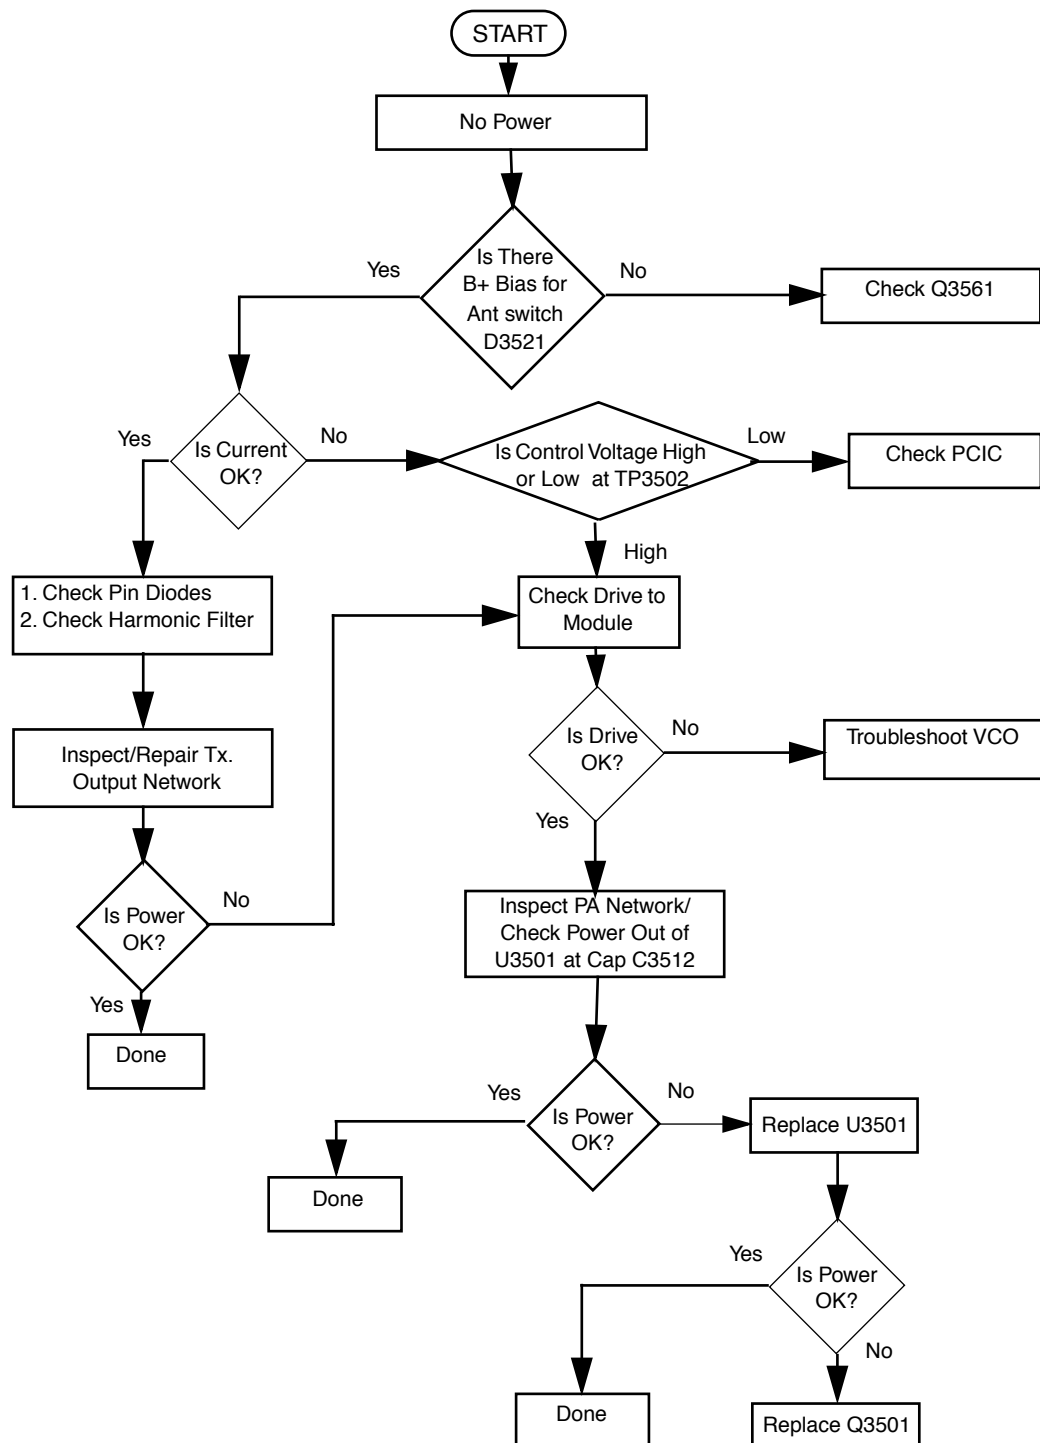 START
No Power
Is There
B+ Bias for
Ant switch
D3521
Yes
No
Check Q3561
Is Current
OK?
Yes
No
Is Control Voltage High
or Low at TP3502
Low
Check PCIC
High
1. Check Pin Diodes
2. Check Harmonic Filter
Check Drive to
Module
Inspect/Repair Tx.
Output Network
Is Drive
OK?
No
Troubleshoot VCO
Yes
Is Power
OK?
No
Yes
Done
Inspect PA Network/
Check Power Out of
U3501 at Cap C3512
Is Power
OK?
Yes
No
Replace U3501
Done
Is Power
OK?
Yes
No
Done
Replace Q3501